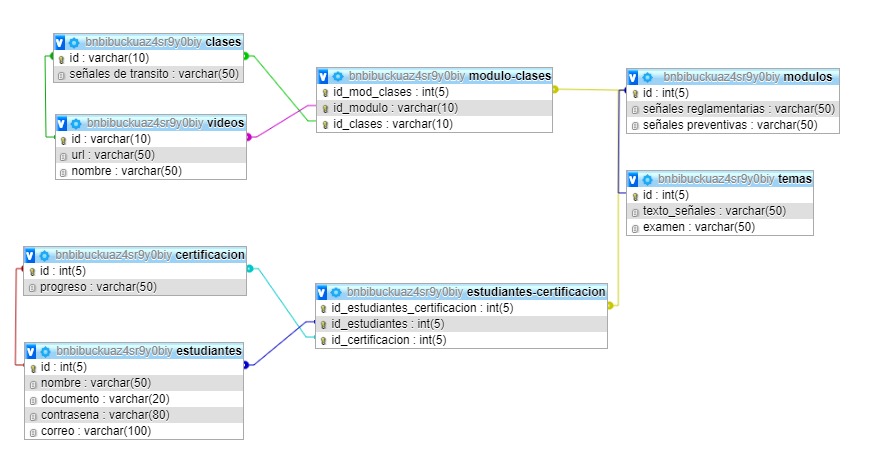 bnbibuckuaz4sr9y0biy clases
id : varchar(10)
señales de transito : varchar(50)
bnbibuckuaz4sr9y0biy videos
id : varchar(10)
url : varchar(50)
nombre : varchar(50)
bnbibuckuaz4sr9y0biy modulo-clases
id_mod_clases : int(5)
id_modulo : varchar(10)
id_clases : varchar(10)
bnbibuckuaz4sr9y0biy modulos
id : int(5)
señales reglamentarias : varchar(50)
señales preventivas : varchar(50)
bnbibuckuaz4sr9y0biy temas
id : int(5)
texto_señales : varchar(50)
examen : varchar(50)
bnbibuckuaz4sr9y0biy certificacion
id : int(5)
progreso : varchar(50)
bnbibuckuaz4sr9y0biy estudiantes
id : int(5)
nombre : varchar(50)
documento : varchar(20)
contrasena : varchar(80)
correo : varchar(100)
bnbibuckuaz4sr9y0biy estudiantes-certificacion
id_estudiantes_certificacion : int(5)
id_estudiantes : int(5)
id_certificacion : int(5)